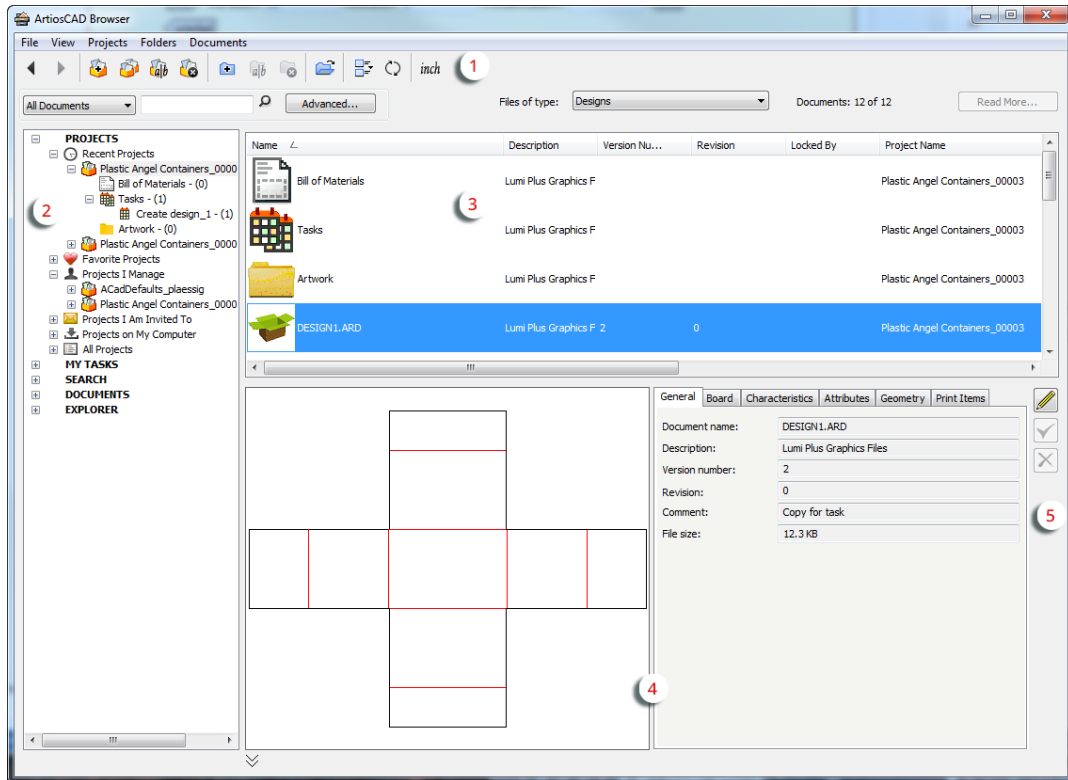 ArtiosCAD Browser
File View Projects Folders Documents
a|b a|b inch 1
All Documents Advanced... Files of type: Designs Documents: 12 of 12 Read More...
PROJECTS
Recent Projects
Plastic Angel Containers_0000
Bill of Materials - (0)
Tasks - (1)
Create design_1 - (1)
Artwork - (0)
Plastic Angel Containers_0000
Favorite Projects
Projects I Manage
ACadDefaults_plaessig
Plastic Angel Containers_0000
Projects I Am Invited To
Projects on My Computer
All Projects
MY TASKS
SEARCH
DOCUMENTS
EXPLORER
2
Name Description Version Nu... Revision Locked By Project Name
Bill of Materials Lumi Plus Graphics F Plastic Angel Containers_00003
3
Tasks Lumi Plus Graphics F Plastic Angel Containers_00003
Artwork Lumi Plus Graphics F Plastic Angel Containers_00003
DESIGN1.ARD Lumi Plus Graphics F 2 0 Plastic Angel Containers_00003
General Board Characteristics Attributes Geometry Print Items
Document name: DESIGN1.ARD
Description: Lumi Plus Graphics Files
Version number: 2
Revision: 0
Comment: Copy for task
File size: 12.3 KB
5
4